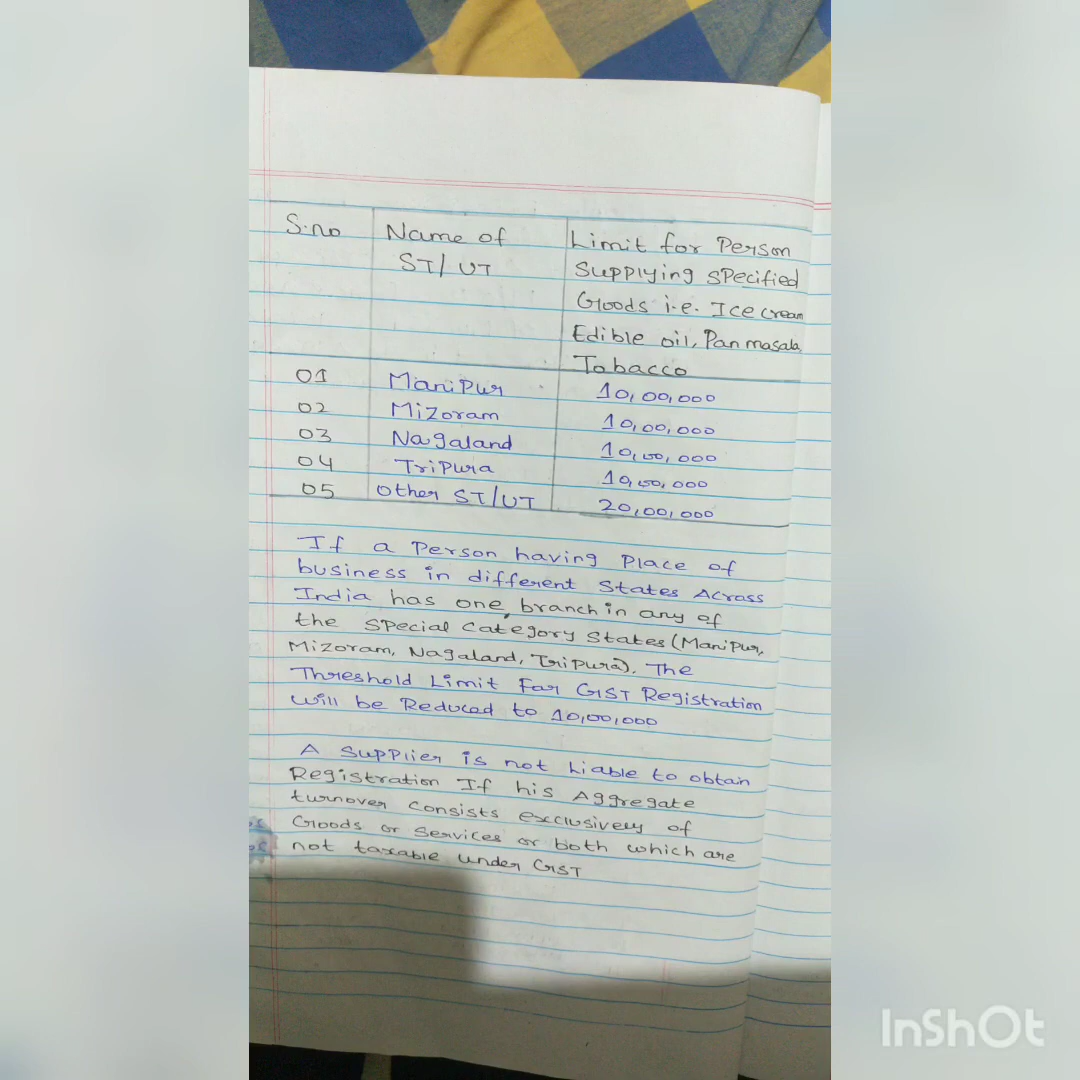 S.no
Name of
ST/ UT
Limit for Person
Supplying Specified
Goods i.e. Ice cream
Edible oil, Pan masala,
Tobacco
01 Manipur 10,00,000
02 Mizoram 10,00,000
03 Nagaland 10,00,000
04 Tripura 10,00,000
05 Other ST/UT 20,00,000
If a Person having Place of
business in different States Across
India has one branch in any of
the Special Category States (Manipur,
Mizoram, Nagaland, Tripura). The
Threshold Limit For GST Registration
will be Reduced to 10,00,000
A Supplier is not Liable to obtain
Registration If his Aggregate
turnover Consists exclusively of
Goods or Services or both which are
not taxable under GST
InShOt